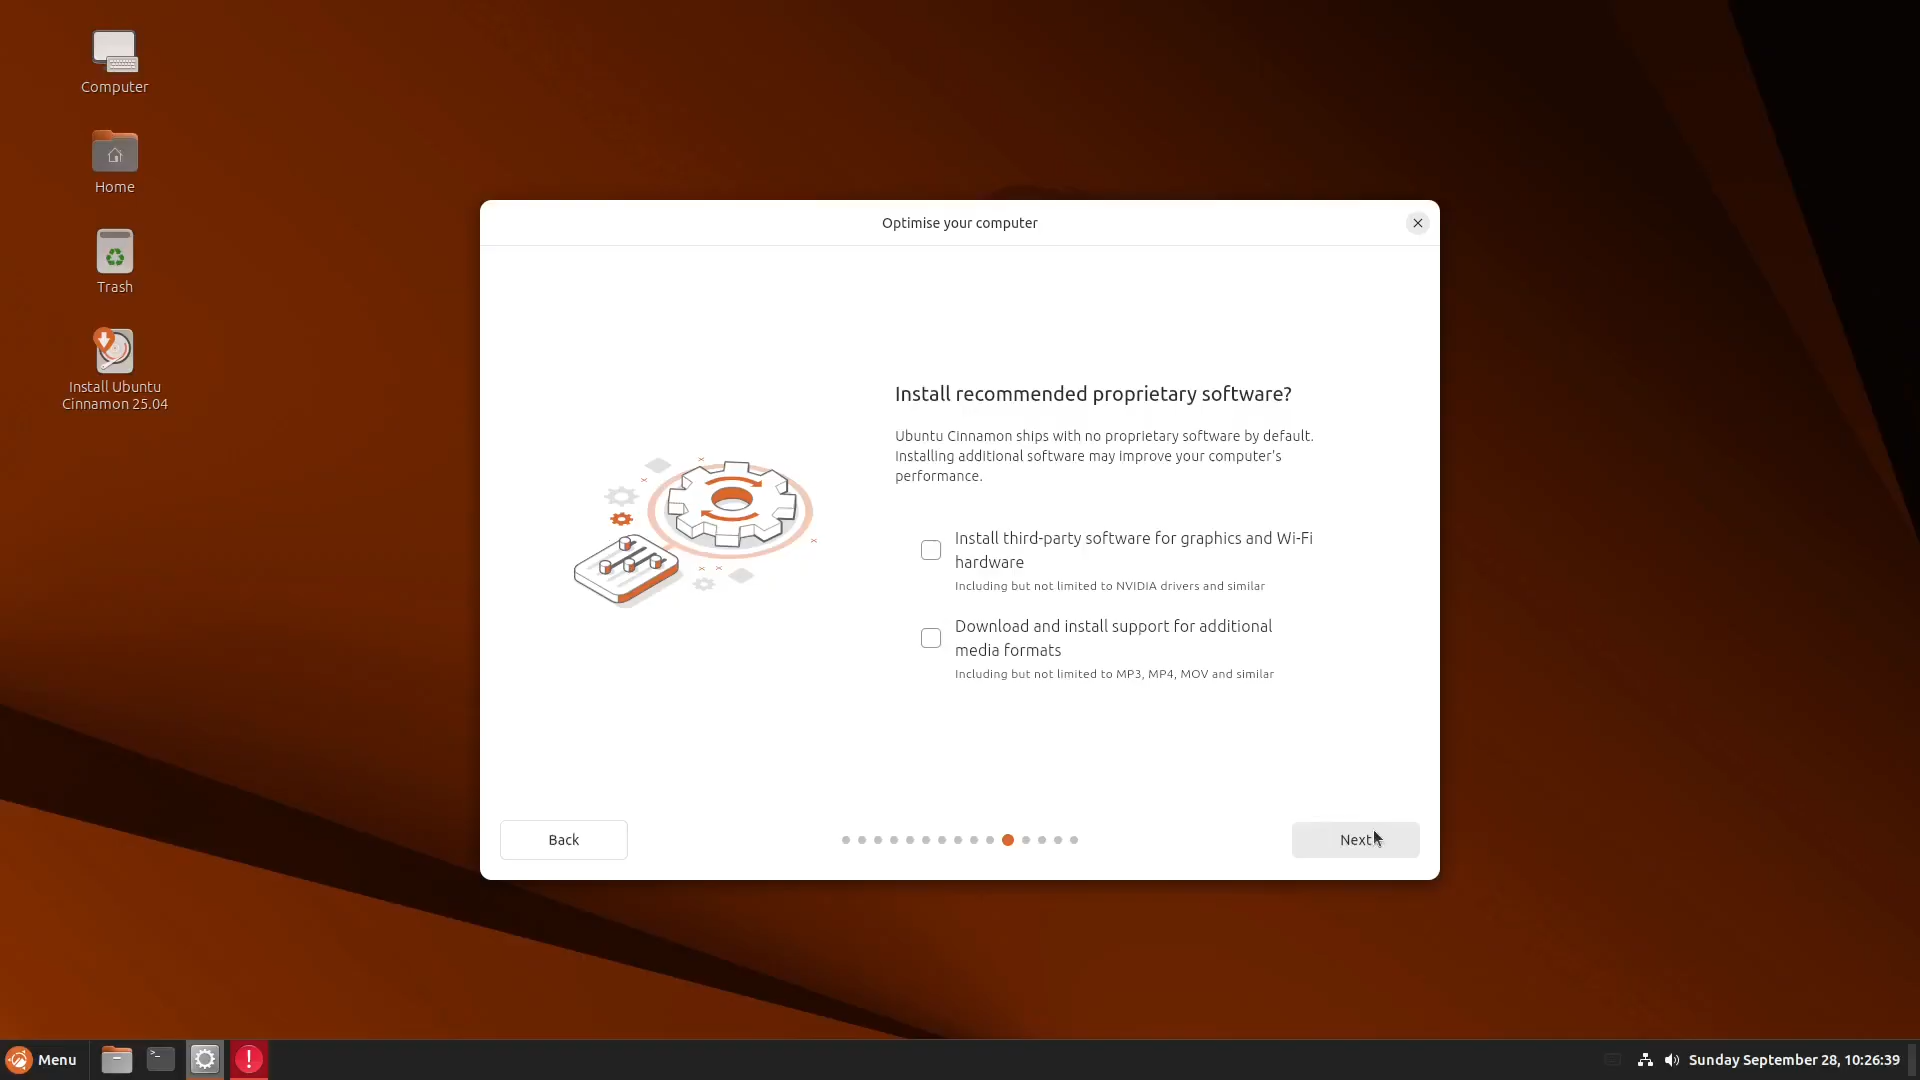 Computer
Home
Trash
Install Ubuntu
Cinnamon 25.04
Optimise your computer
Install recommended proprietary software?
Ubuntu Cinnamon ships with no proprietary software by default.
Installing additional software may improve your computer's
performance.
Install third-party software for graphics and Wi-Fi
hardware
Including but not limited to NVIDIA drivers and similar
Download and install support for additional
media formats
Including but not limited to MP3, MP4, MOV and similar
Back
Next
Menu
Sunday September 28, 10:26:39